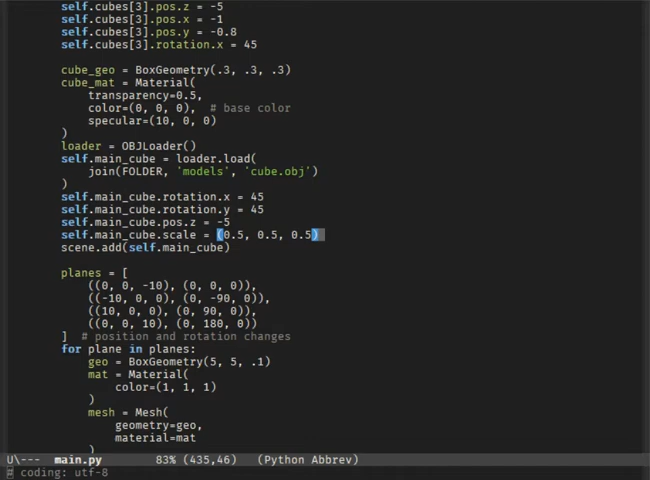 self.cubes[3].pos.z = -5
self.cubes[3].pos.x = -1
self.cubes[3].pos.y = -0.8
self.cubes[3].rotation.x = 45
cube_geo = BoxGeometry(.3, .3, .3)
cube_mat = Material(
transparency=0.5,
color=(0, 0, 0), # base color
specular=(10, 0, 0)
)
loader = OBJLoader()
self.main_cube = loader.load(
join(FOLDER, 'models', 'cube.obj')
)
self.main_cube.rotation.x = 45
self.main_cube.rotation.y = 45
self.main_cube.pos.z = -5
self.main_cube.scale = (0.5, 0.5, 0.5)
scene.add(self.main_cube)
planes = [
((0, 0, -10), (0, 0, 0)),
((-10, 0, 0), (0, -90, 0)),
((10, 0, 0), (0, 90, 0)),
((0, 0, 10), (0, 180, 0))
] # position and rotation changes
for plane in planes:
geo = BoxGeometry(5, 5, .1)
mat = Material(
color=(1, 1, 1)
)
mesh = Mesh(
geometry=geo,
material=mat
)
U\--- main.py 83% (435,46) (Python Abbrev)
# coding: utf-8